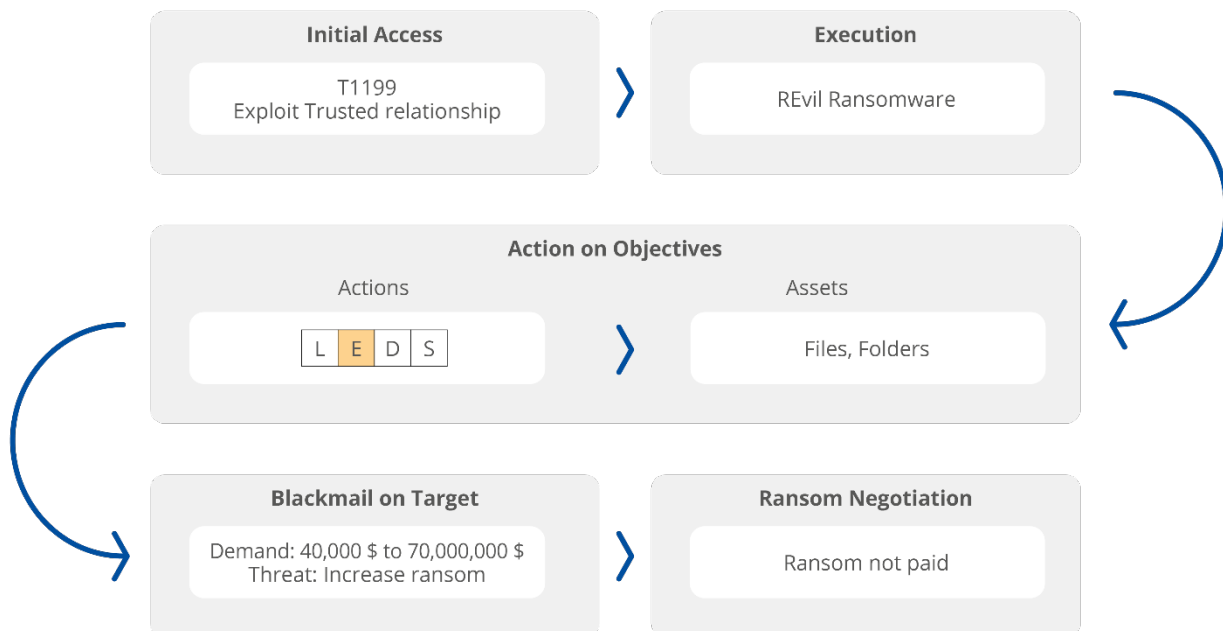 Initial Access
T1199
Exploit Trusted relationship
Execution
REvil Ransomware
Action on Objectives
Actions
L E D S
Assets
Files, Folders
Blackmail on Target
Demand: 40,000 $ to 70,000,000 $
Threat: Increase ransom
Ransom Negotiation
Ransom not paid